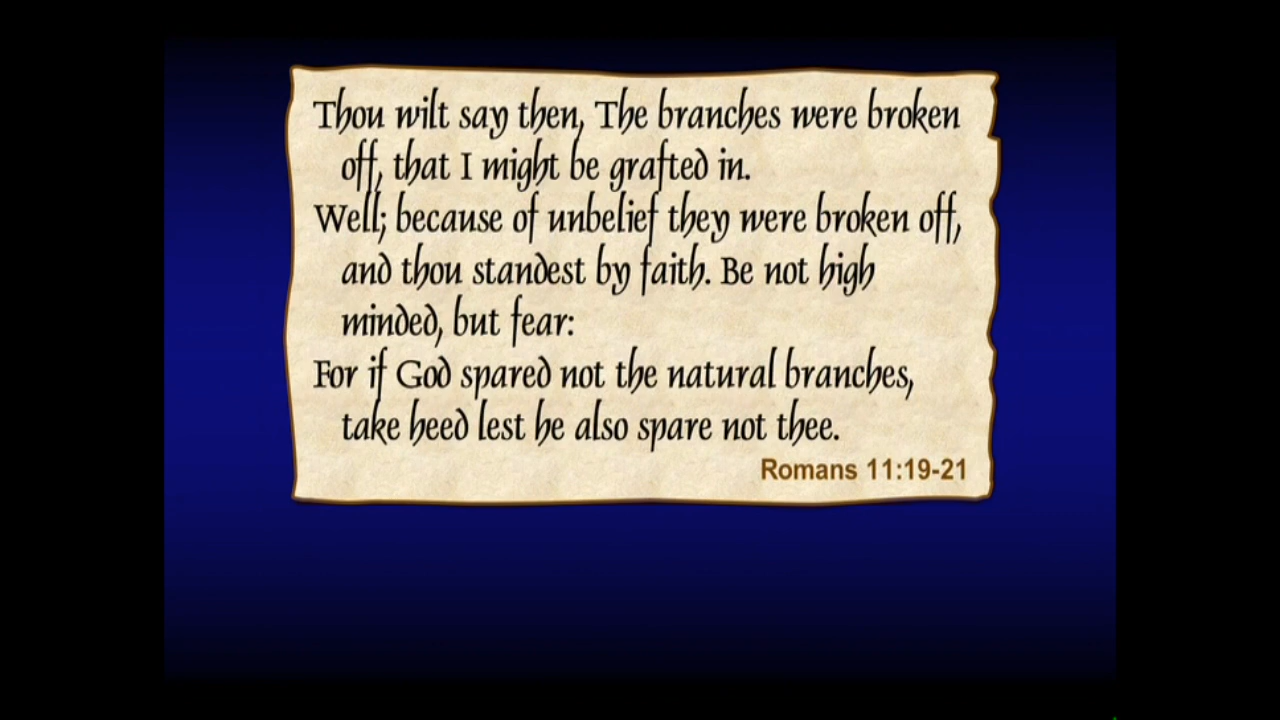 Thou wilt say then, The branches were broken
off, that I might be grafted in.
Well; because of unbelief they were broken off,
and thou standest by faith. Be not high
minded, but fear:
For if God spared not the natural branches,
take heed lest he also spare not thee.
Romans 11:19-21